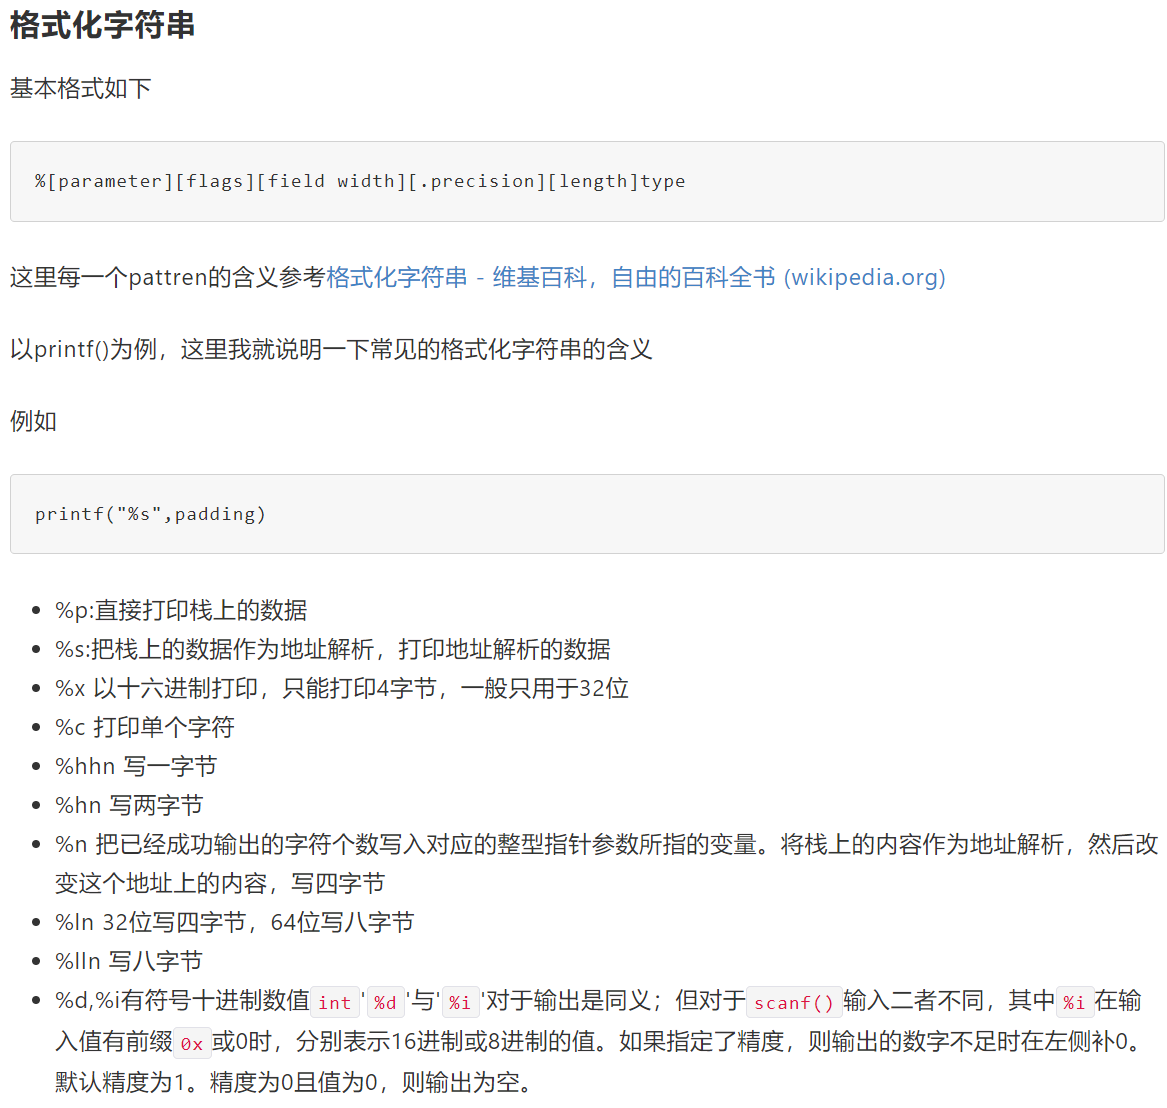 格式化字符串
基本格式如下
%[parameter][flags][field width][.precision][length]type
这里每一个pattren的含义参考格式化字符串 - 维基百科，自由的百科全书 (wikipedia.org)
以printf()为例，这里我就说明一下常见的格式化字符串的含义
例如
printf("%s",padding)
%p:直接打印栈上的数据
%s:把栈上的数据作为地址解析，打印地址解析的数据
%x 以十六进制打印，只能打印4字节，一般只用于32位
%c 打印单个字符
%hhn 写一字节
%hn 写两字节
%n 把已经成功输出的字符个数写入对应的整型指针参数所指的变量。将栈上的内容作为地址解析，然后改
变这个地址上的内容，写四字节
%ln 32位写四字节，64位写八字节
%lln 写八字节
%d,%i有符号十进制数值int'%d'与'%i'对于输出是同义；但对于scanf()输入二者不同，其中%i在输
入值有前缀0x或0时，分别表示16进制或8进制的值。如果指定了精度，则输出的数字不足时在左侧补0。
默认精度为1。精度为0且值为0，则输出为空。